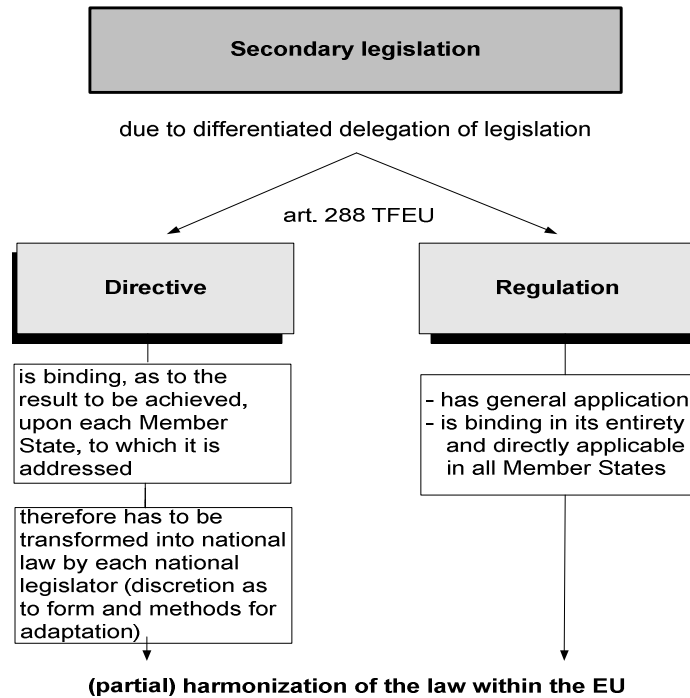 Secondary legislation
due to differentiated delegation of legislation
art. 288 TFEU
Directive
is binding, as to the
result to be achieved,
upon each Member
State, to which it is
addressed
therefore has to be
transformed into national
law by each national
legislator (discretion as
to form and methods for
adaptation)
Regulation
- has general application
- is binding in its entirety
and directly applicable
in all Member States
(partial) harmonization of the law within the EU